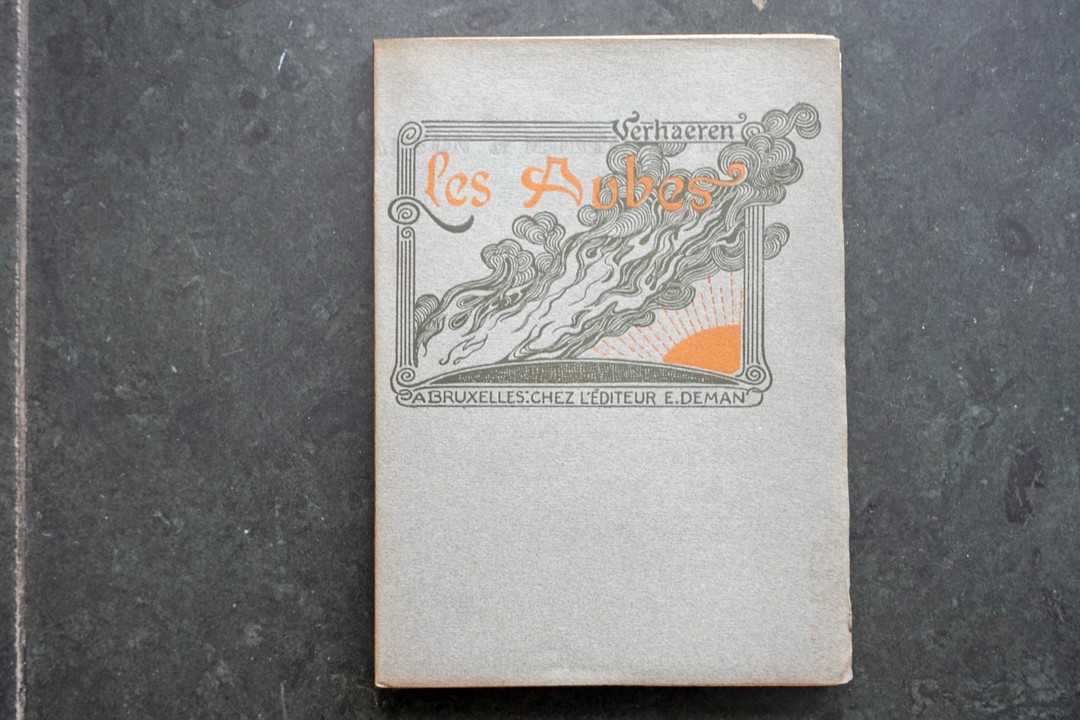 Verhaeren
Les Aubes
A BRUXELLES: CHEZ L'ÉDITEUR E. DEMAN